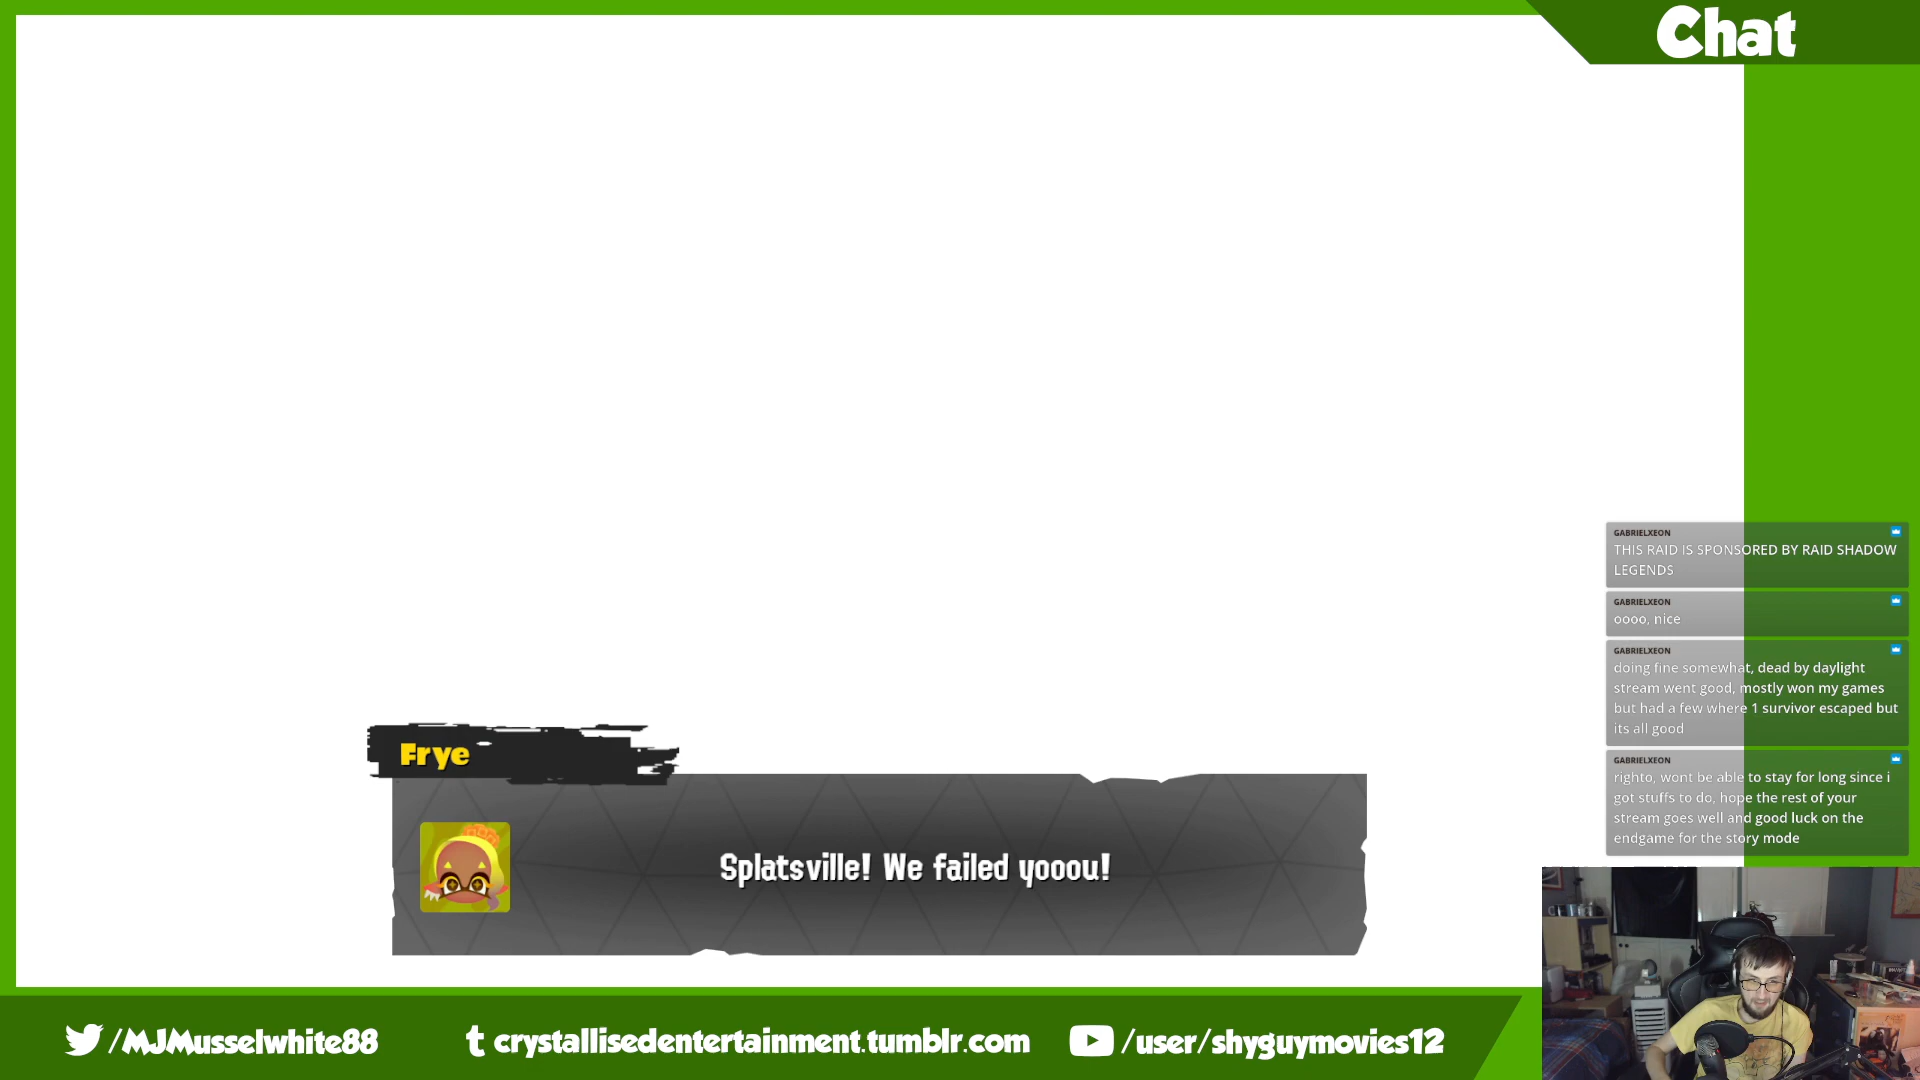 Chat
GABRIELXEON
THIS RAID IS SPONSORED BY RAID SHADOW
LEGENDS
GABRIELXEON
oooo, nice
GABRIELXEON
doing fine somewhat, dead by daylight
stream went good, mostly won my games
but had a few where 1 survivor escaped but
its all good
GABRIELXEON
righto, wont be able to stay for long since i
got stuffs to do, hope the rest of your
stream goes well and good luck on the
endgame for the story mode
Frye
Splatsville! We failed yooou!
/MJMusselwhite88
t crystallisedentertainment.tumblr.com
/user/shyguymovies12